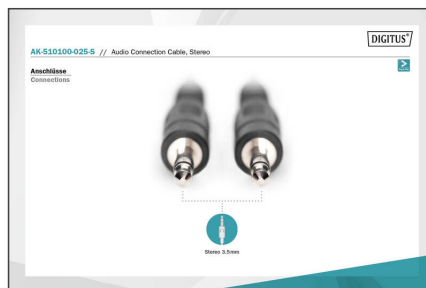 DIGITUS®
AK-510100-025-S // Audio Connection Cable, Stereo
Anschlüsse
Connections
Stereo 3.5mm